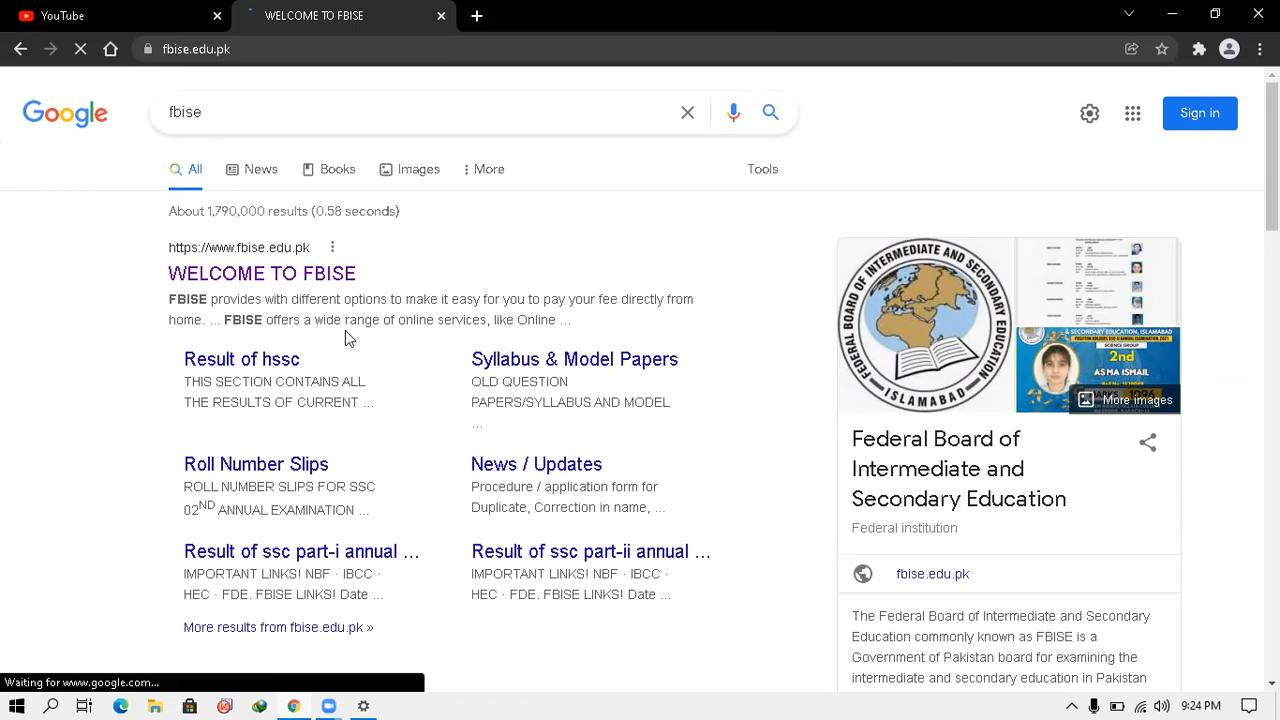 YouTube
WELCOME TO FBISE
fbise.edu.pk
Google
fbise
Sign in
All
News
Books
Images
More
Tools
About 1,790,000 results (0.58 seconds)
https://www.fbise.edu.pk
WELCOME TO FBISE
FBISE provides with different options make it easy for you to pay your fee directly from
home. ... FBISE offers a wide range of online services, like Online ...
Result of hssc
THIS SECTION CONTAINS ALL
THE RESULTS OF CURRENT ...
Syllabus & Model Papers
OLD QUESTION
PAPERS/SYLLABUS AND MODEL
...
Roll Number Slips
ROLL NUMBER SLIPS FOR SSC
02ND ANNUAL EXAMINATION ...
News / Updates
Procedure / application form for
Duplicate, Correction in name, ...
Result of ssc part-i annual ...
IMPORTANT LINKS! NBF · IBCC ·
HEC · FDE. FBISE LINKS! Date ...
Result of ssc part-ii annual ...
IMPORTANT LINKS! NBF · IBCC ·
HEC · FDE. FBISE LINKS! Date ...
More results from fbise.edu.pk »
FEDERAL BOARD OF INTERMEDIATE AND SECONDARY EDUCATION,
ISLAMABAD
& SECONDARY EDUCATION, ISLAMABAD
2nd
ASMA ISMAIL
1096
More images
Federal Board of
Intermediate and
Secondary Education
Federal institution
fbise.edu.pk
The Federal Board of Intermediate and Secondary
Education commonly known as FBISE is a
Government of Pakistan board for examining the
intermediate and secondary education in Pakistan
Waiting for www.google.com...
9:24 PM